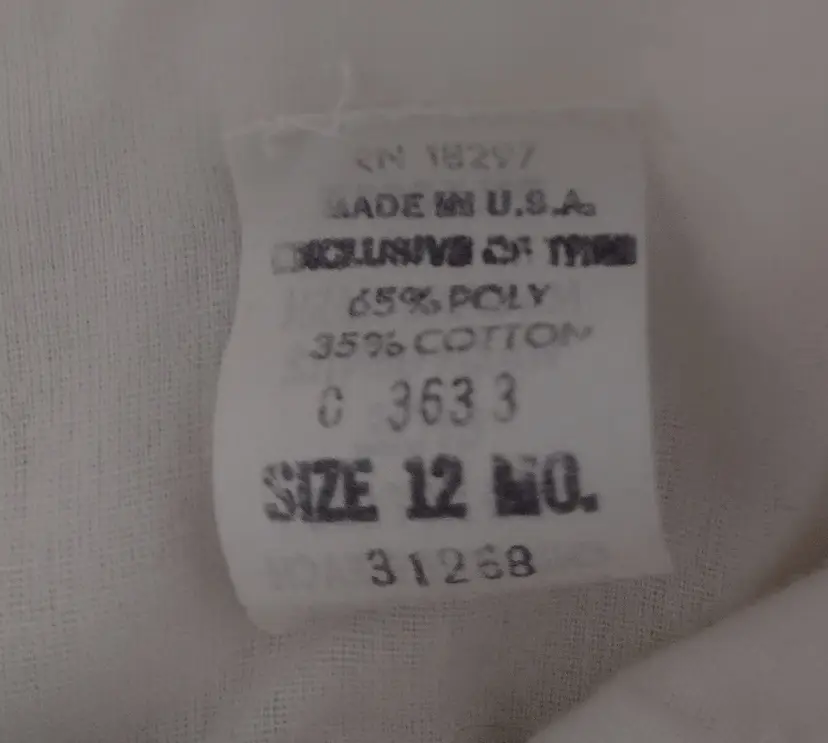 RN 18297
MADE IN U.S.A.
EXCLUSIVE OF TRIM
65% POLY
35% COTTON
C 3633
SIZE 12 MO.
31268